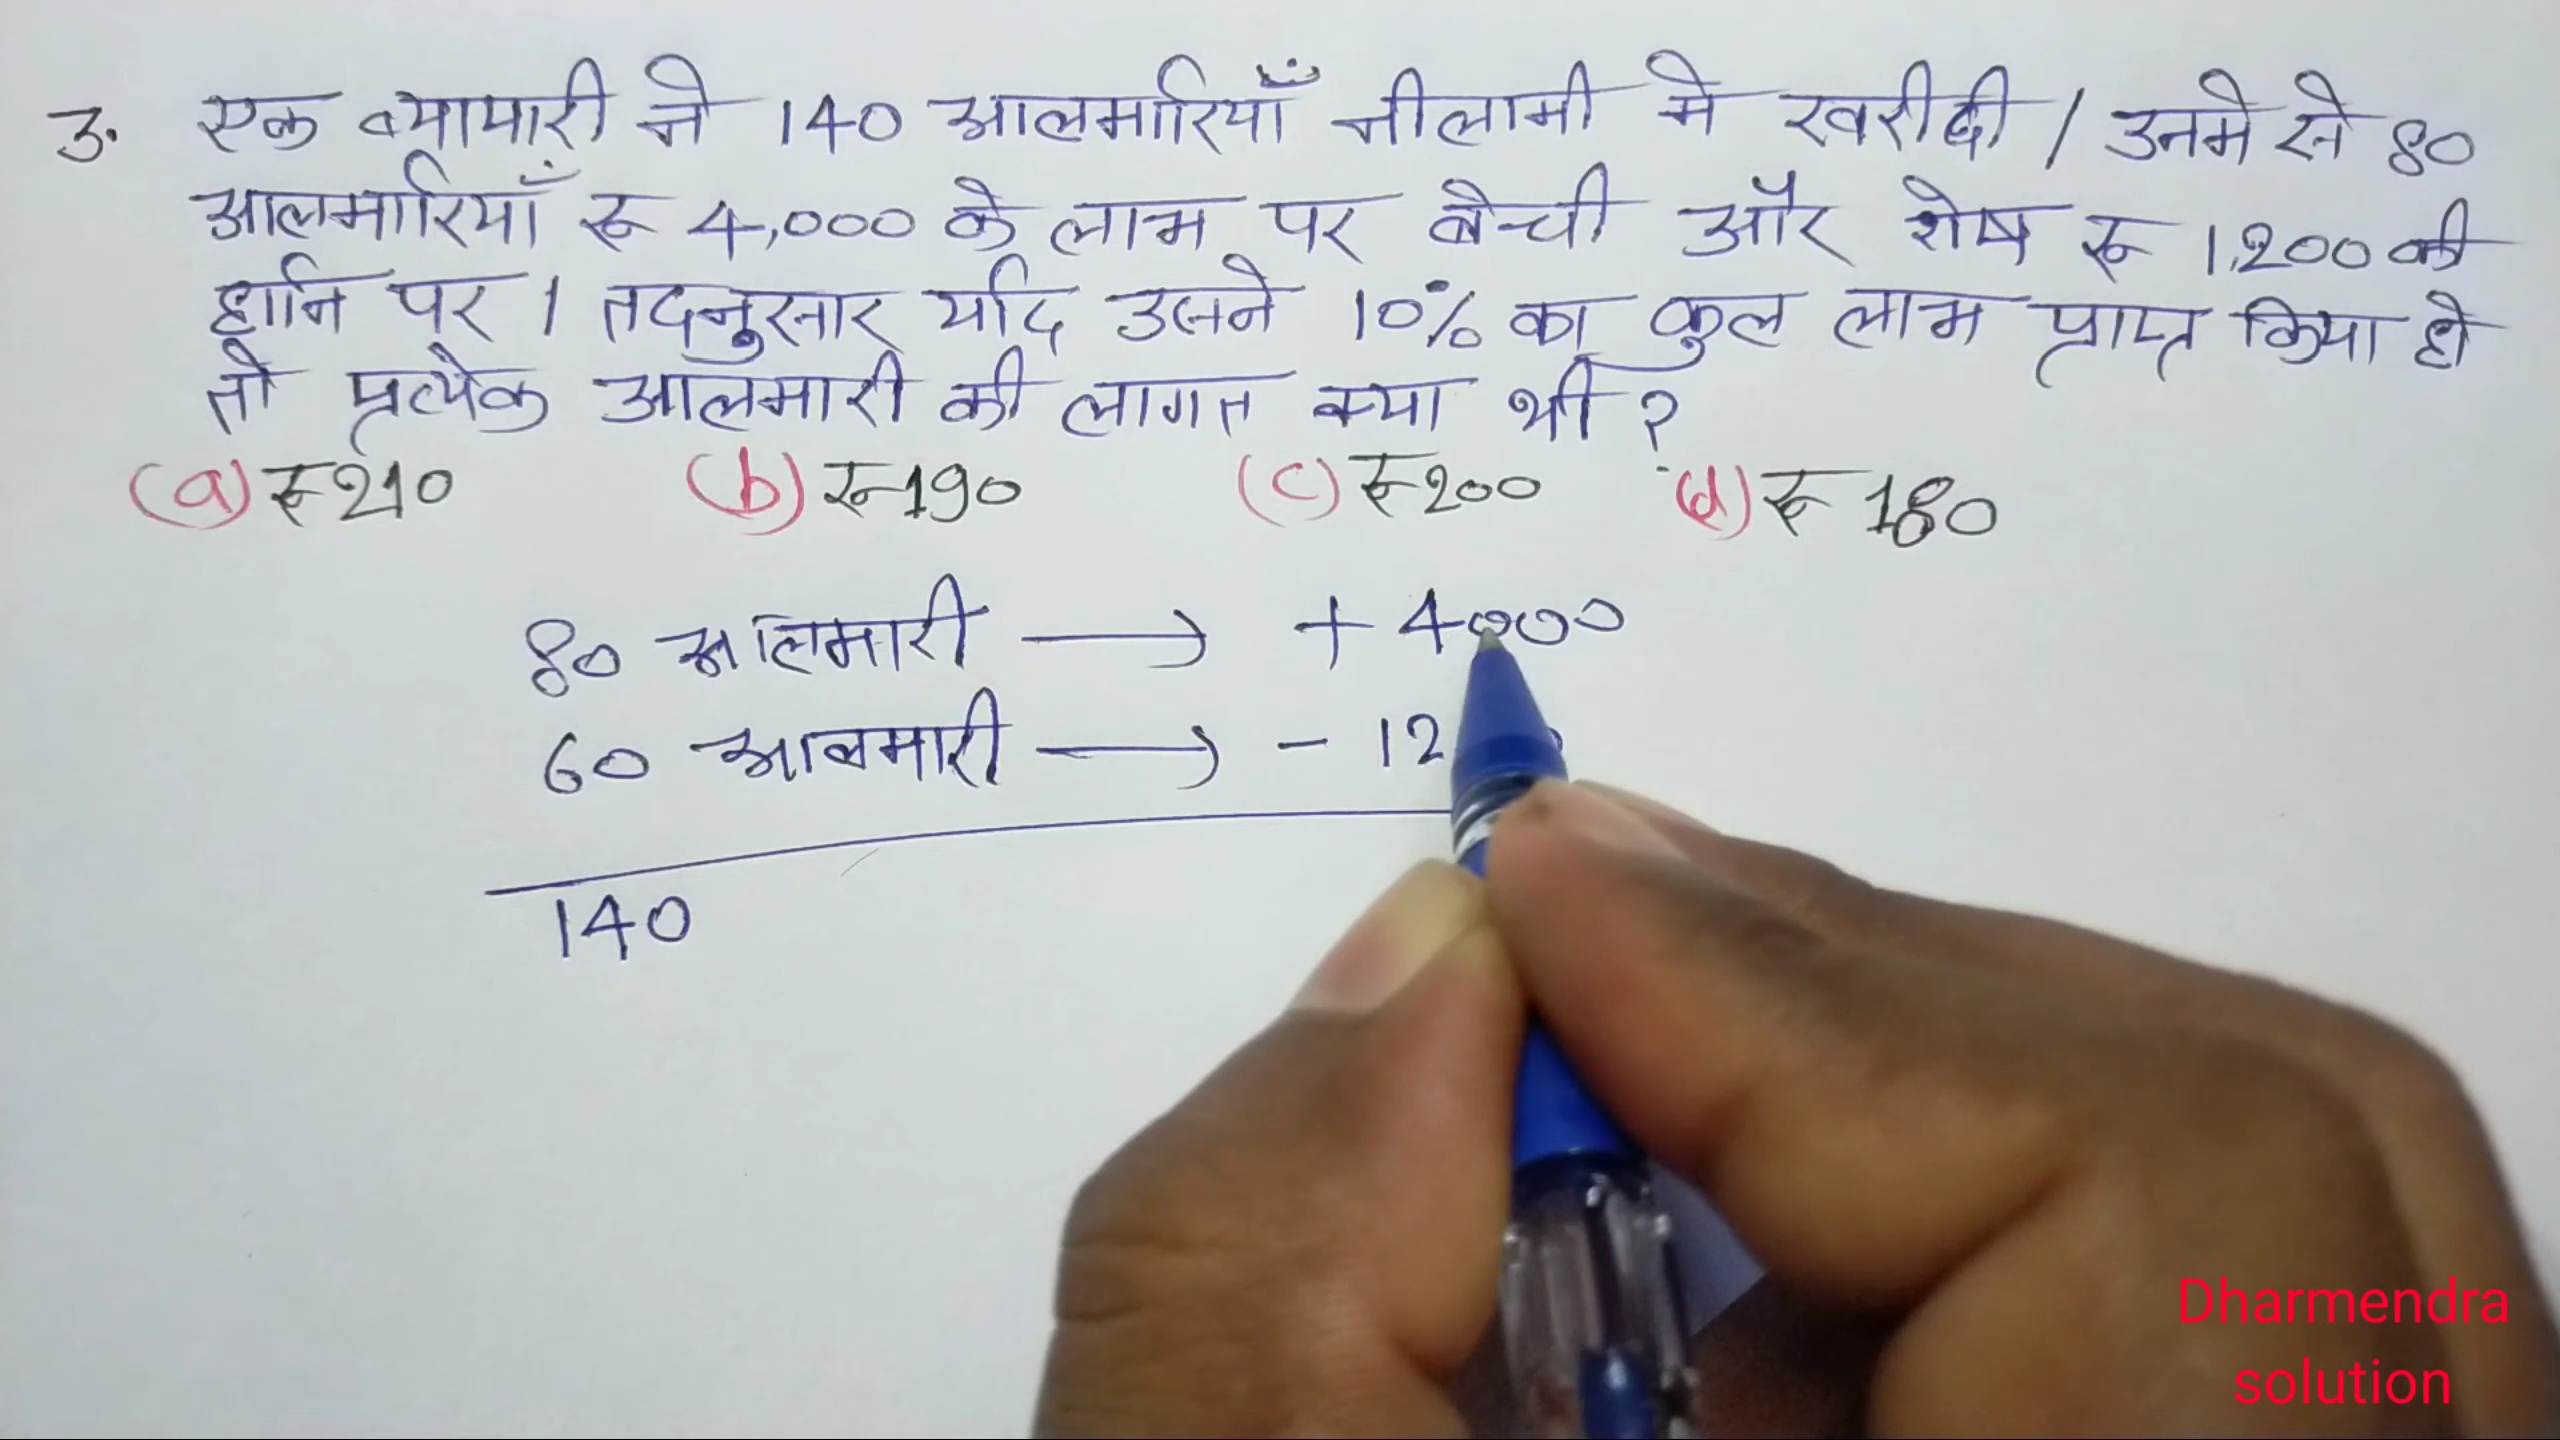 3. एक व्यापारी ने 140 आलमारियाँ नीलामी मे खरीदी / उनमे से 80
आलमारियाँ रू 4,000 के लाभ पर बेची और शेष रू 1,200 की
हानि पर । तदनुसार यदि उसने 10% का कुल लाभ प्राप्त किया हो
तो प्रत्येक आलमारी की लागत क्या थी ?
(a) रू 210 (b) रू 190 (c) रू 200 (d) रू 180
80 आलमारी → + 4000
60 आलमारी → - 12
140
Dharmendra
solution